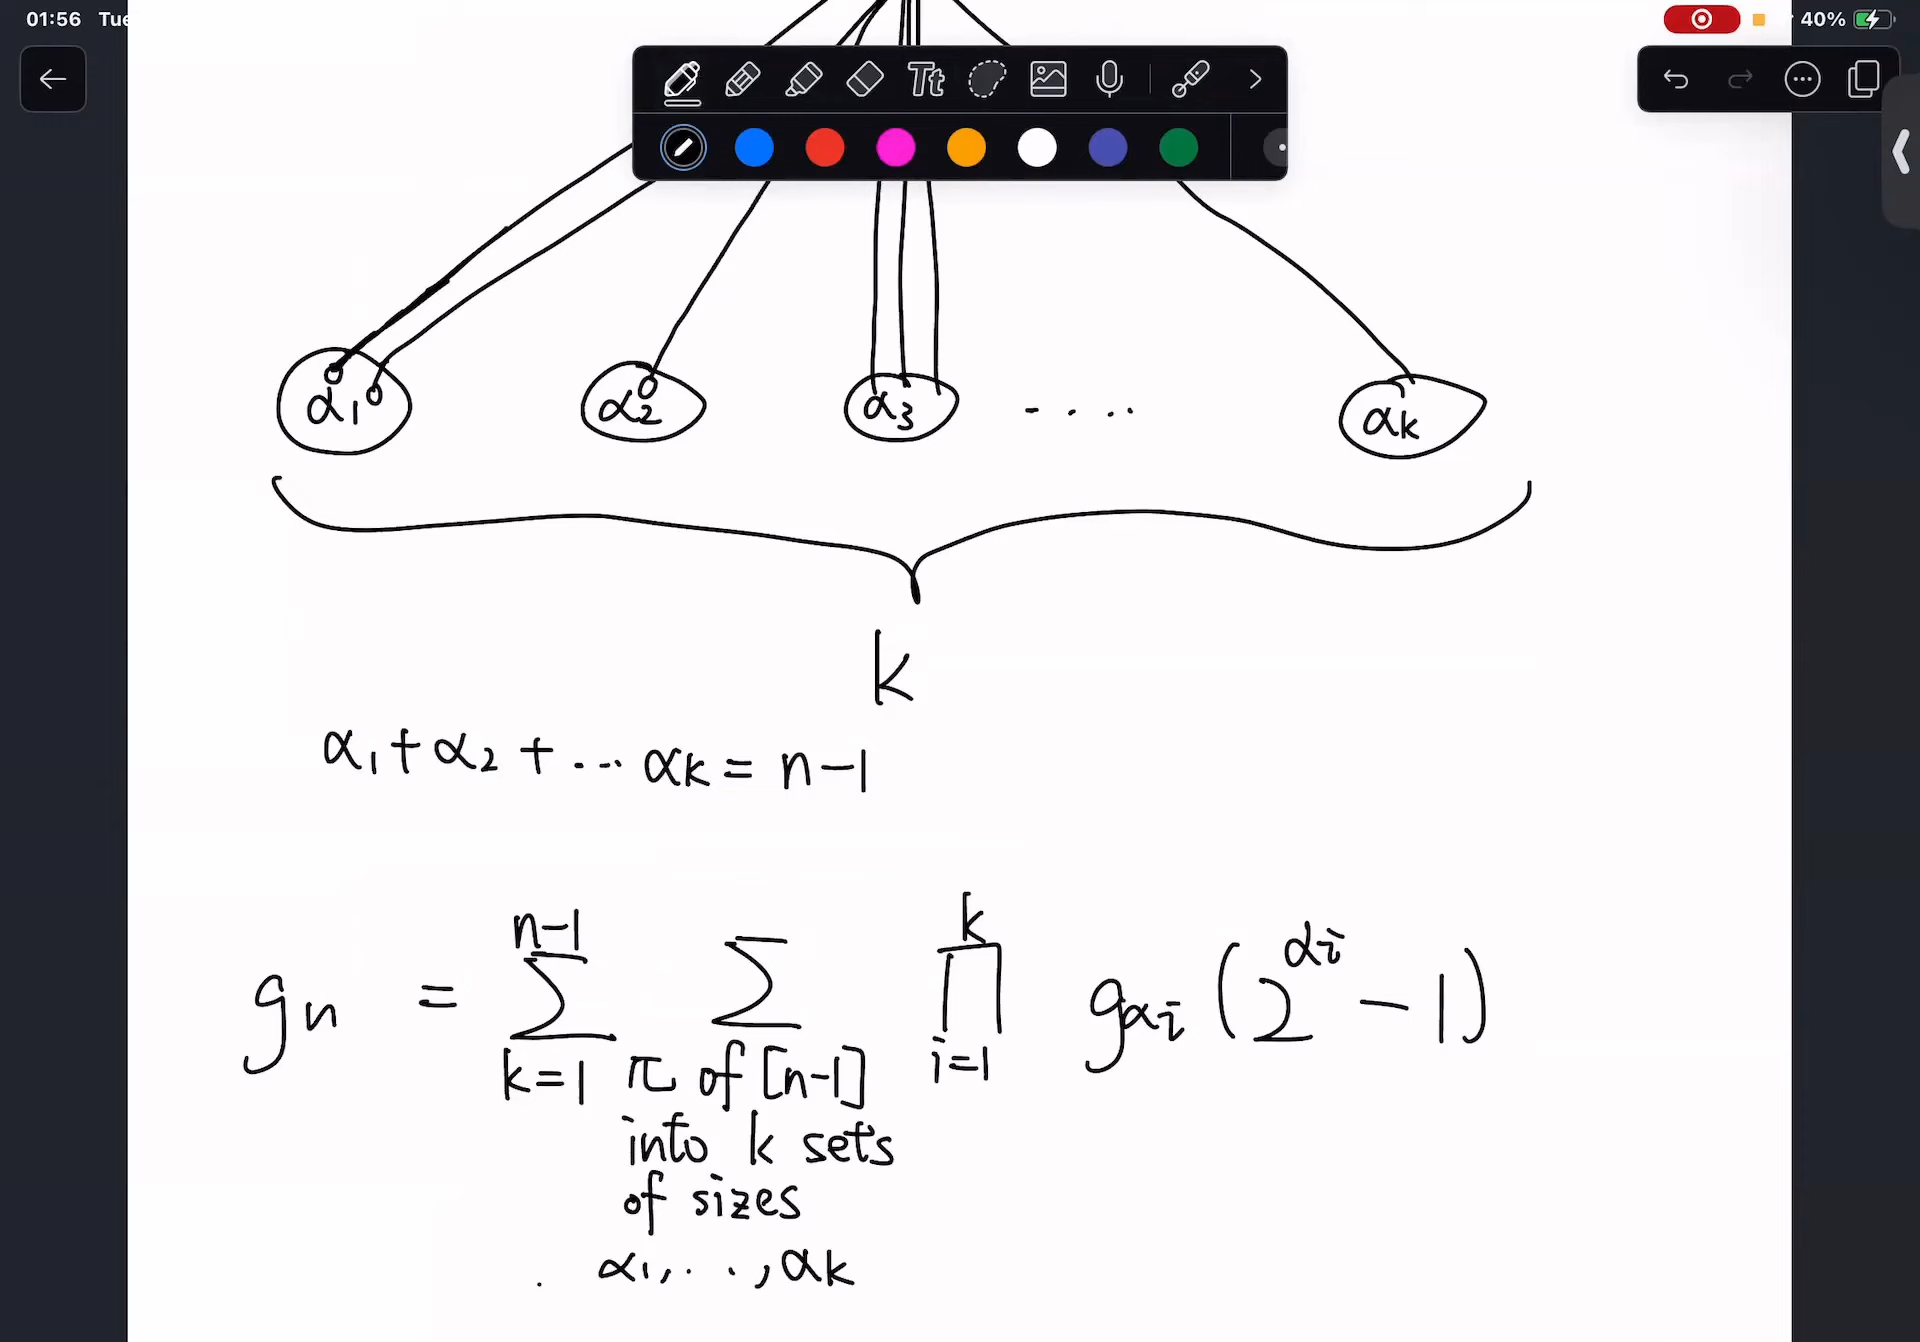 01:56 Tue
40%
Tt
α1 α2 α3 - . . . αk
k
α1 + α2 + ... αk = n-1
n-1 k αi
gn = Σ Σ ∏ gαi (2 - 1)
k=1 π of [n-1] i=1
into k sets
of sizes
α1, . . , αk